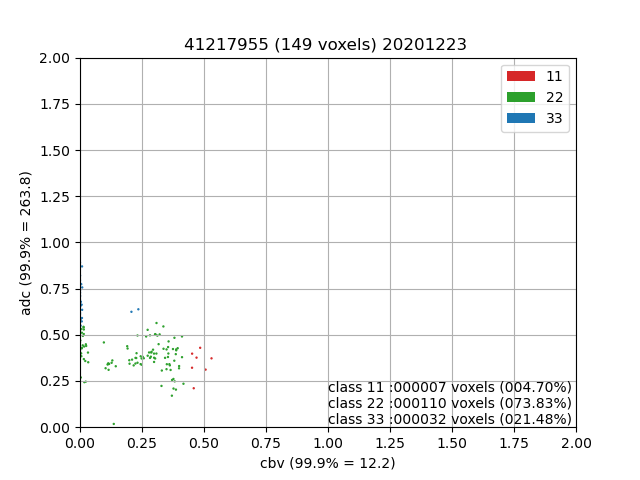 41217955 (149 voxels) 20201223
2.00
1.75
1.50
1.25
1.00
0.75
0.50
0.25
0.00
adc (99.9% = 263.8)
11
22
33
class 11 :000007 voxels (004.70%)
class 22 :000110 voxels (073.83%)
class 33 :000032 voxels (021.48%)
0.00 0.25 0.50 0.75 1.00 1.25 1.50 1.75 2.00
cbv (99.9% = 12.2)